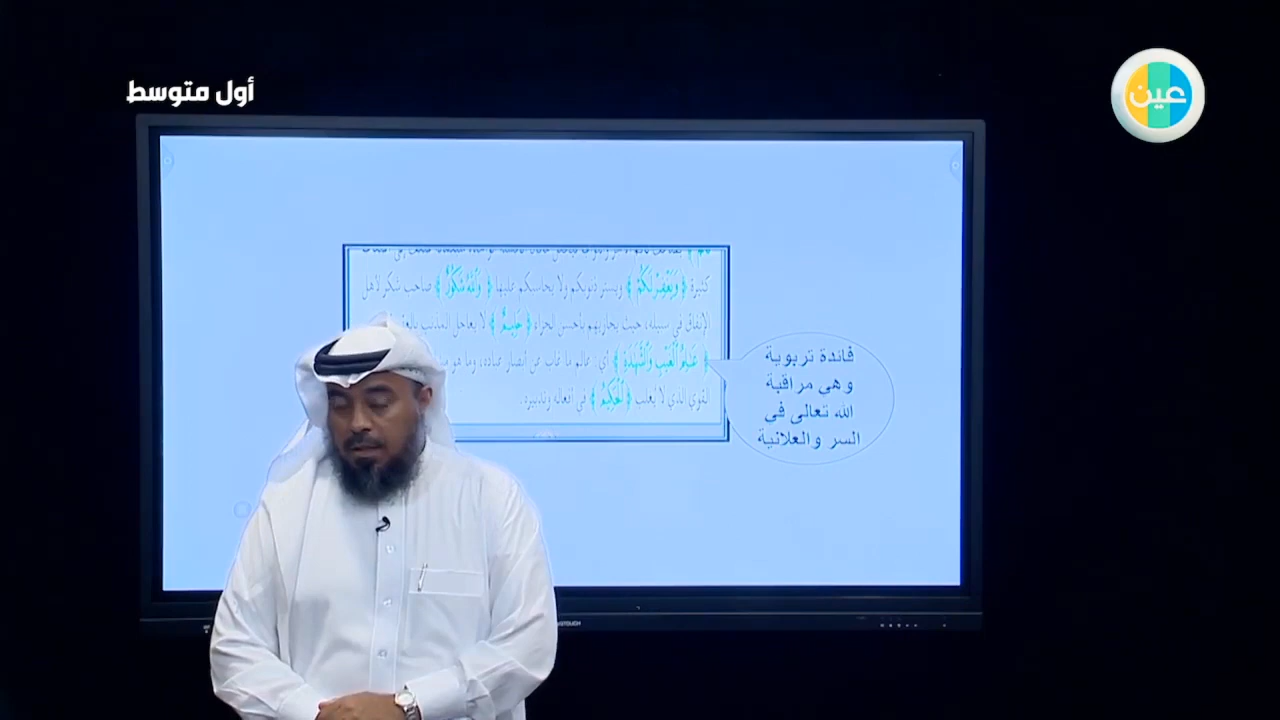 أول متوسط
عين
كثيرة ﴿ وَيَغْفِرْ لَكُمْ ﴾ ويستر ذنوبكم ولا يحاسبكم عليها ﴿ وَاللَّهُ شَكُورٌ ﴾ صاحب شكر لأهل
الإنفاق في سبيله، حيث يجازيهم بأحسن الجزاء ﴿ حَلِيمٌ ﴾ لا يعاجل المذنب
﴿ عَالِمُ الْغَيْبِ وَالشَّهَادَةِ ﴾ أي: عالم ما غاب عن أبصار عباده، وما هو
القوي الذي لا يُغلب ﴿ الْحَكِيمُ ﴾ في أفعاله وتدبيره.
فائدة تربوية
وهي مراقبة
الله تعالى في
السر والعلانية